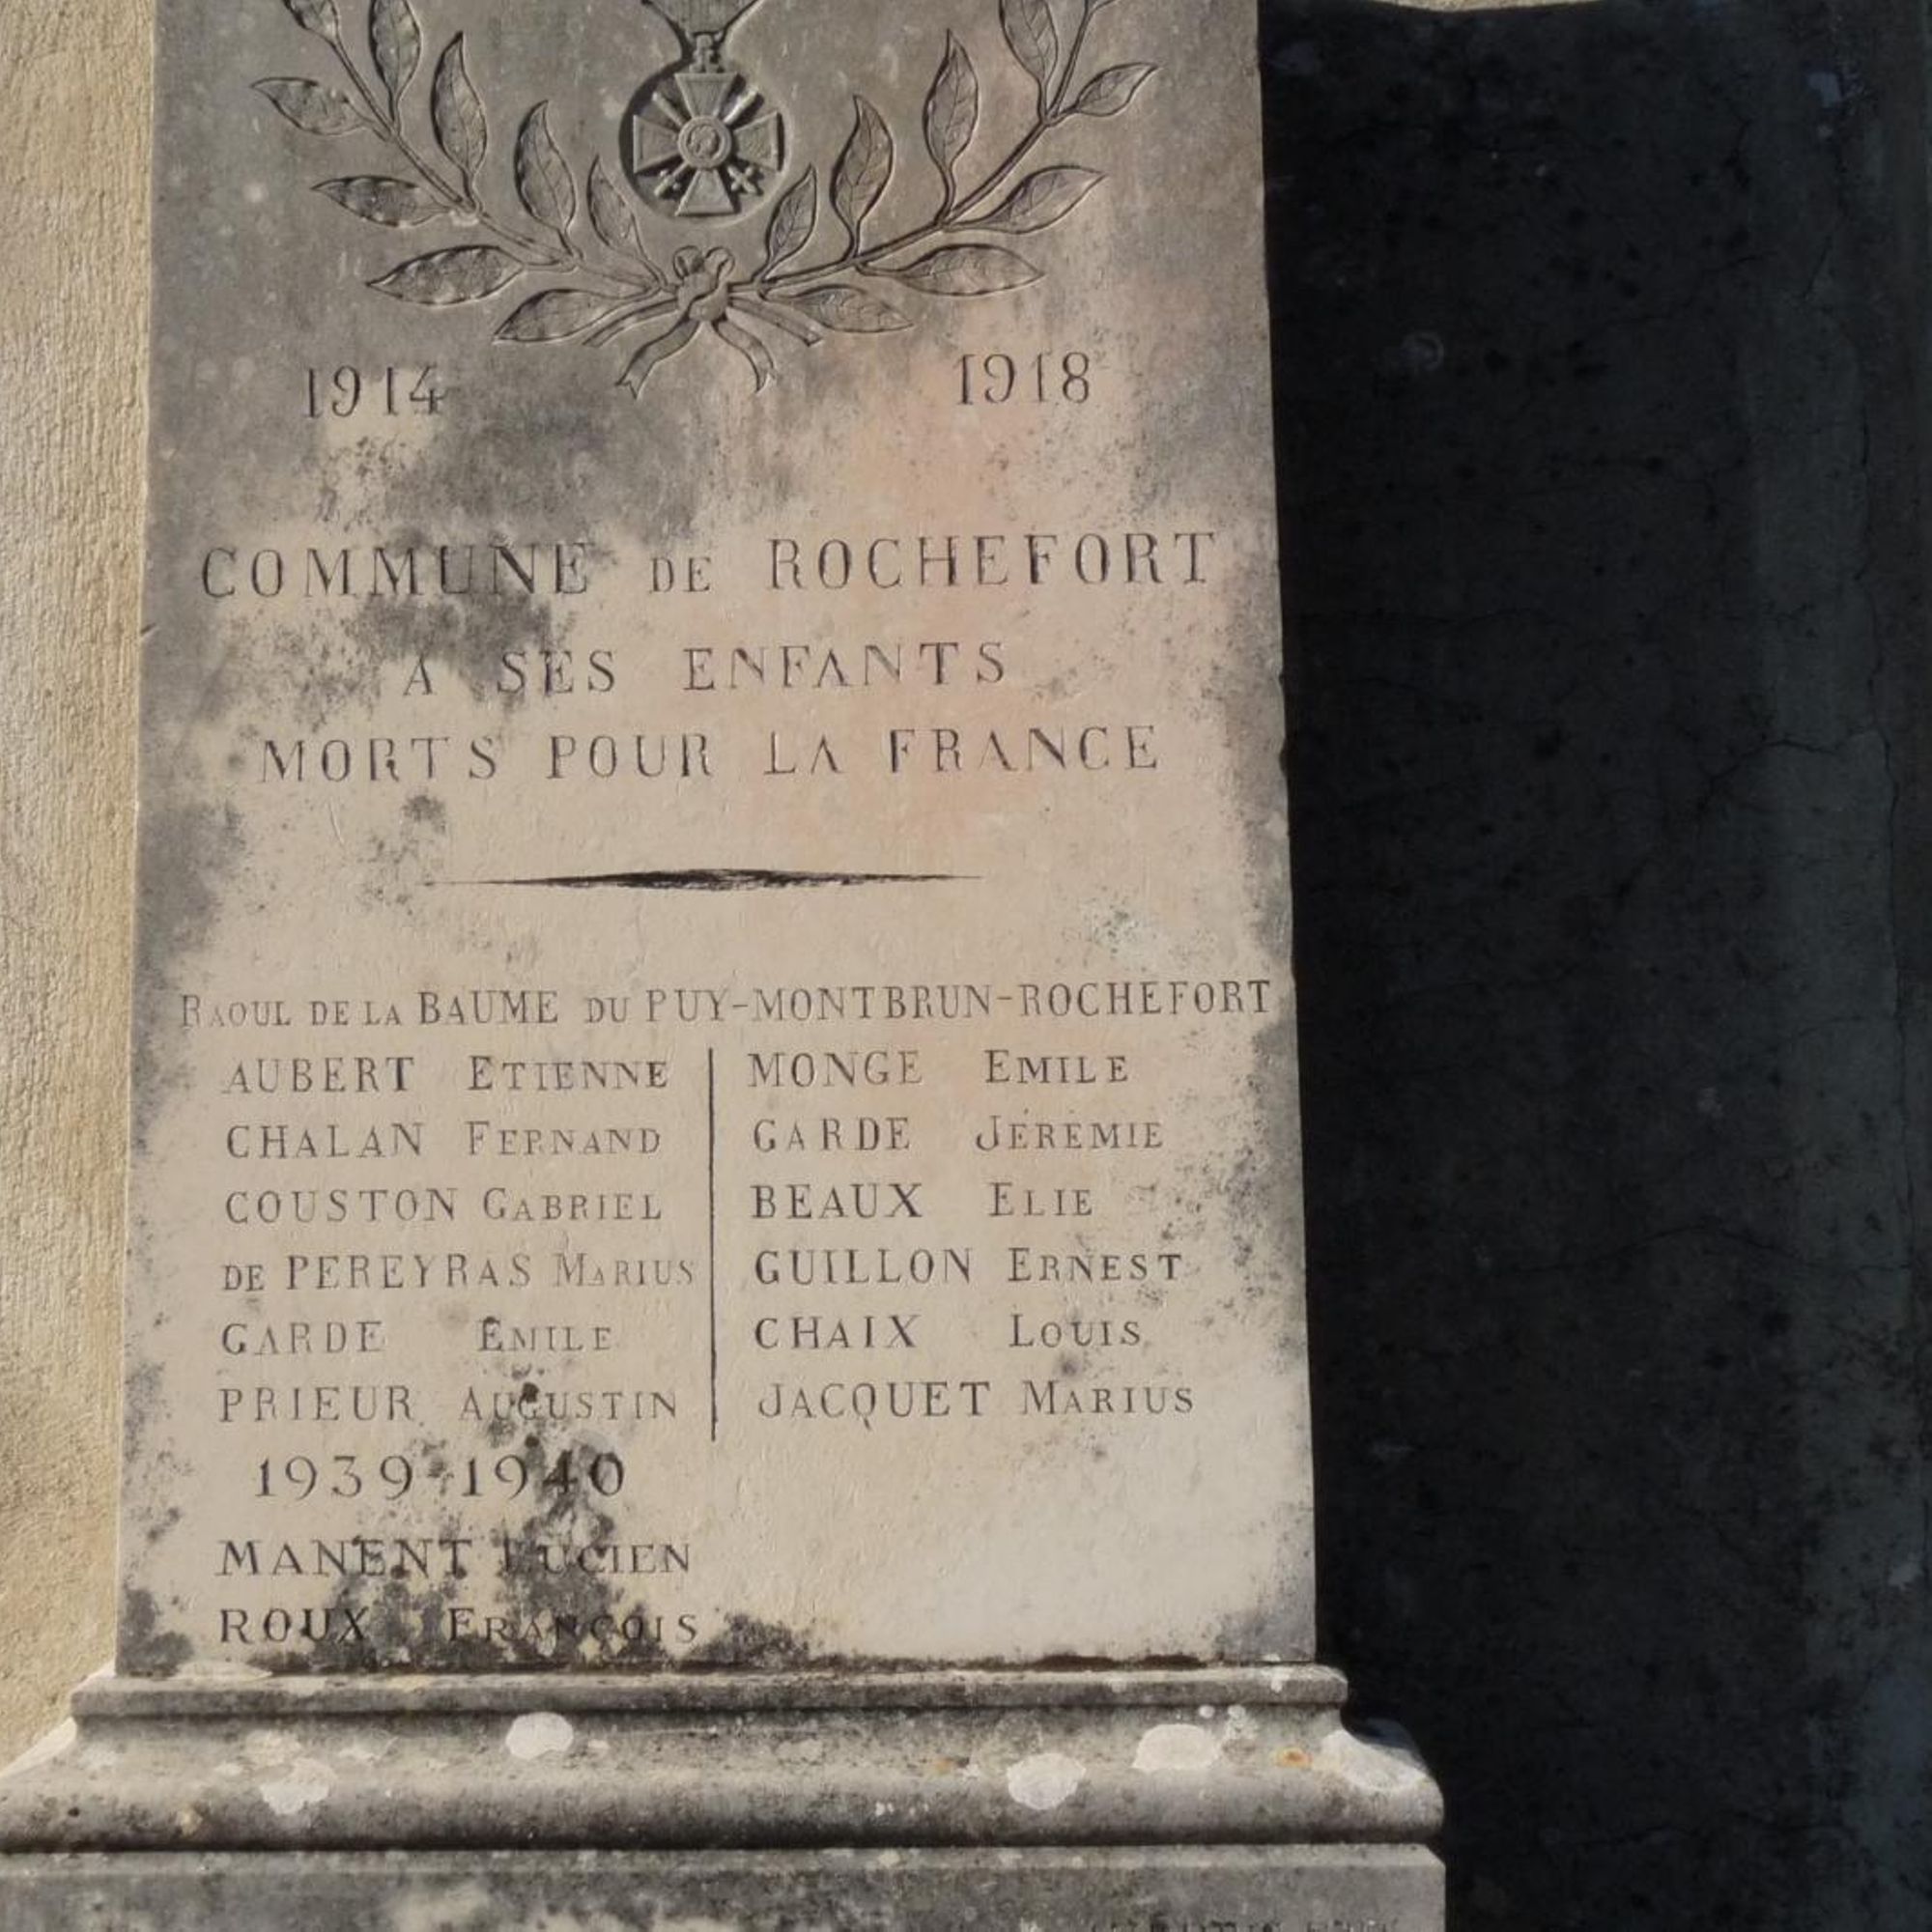 1914 1918
COMMUNE DE ROCHEFORT
A SES ENFANTS
MORTS POUR LA FRANCE
RAOUL DE LA BAUME DU PUY-MONTBRUN-ROCHEFORT
AUBERT ETIENNE
CHALAN FERNAND
COUSTON GABRIEL
DE PEREYRAS MARIUS
GARDE EMILE
PRIEUR AUGUSTIN
MONGE EMILE
GARDE JÉREMIE
BEAUX ELIE
GUILLON ERNEST
CHAIX LOUIS
JACQUET MARIUS
1939-1940
MANENT LUCIEN
ROUX FRANÇOIS